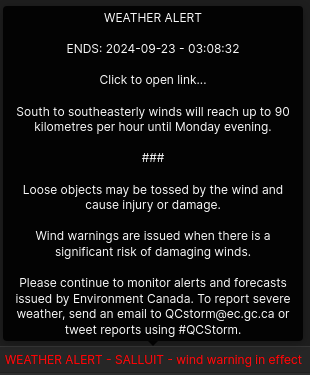 WEATHER ALERT
ENDS: 2024-09-23 - 03:08:32
Click to open link...
South to southeasterly winds will reach up to 90
kilometres per hour until Monday evening.
###
Loose objects may be tossed by the wind and
cause injury or damage.
Wind warnings are issued when there is a
significant risk of damaging winds.
Please continue to monitor alerts and forecasts
issued by Environment Canada. To report severe
weather, send an email to QCstorm@ec.gc.ca or
tweet reports using #QCStorm.
WEATHER ALERT - SALLUIT - wind warning in effect